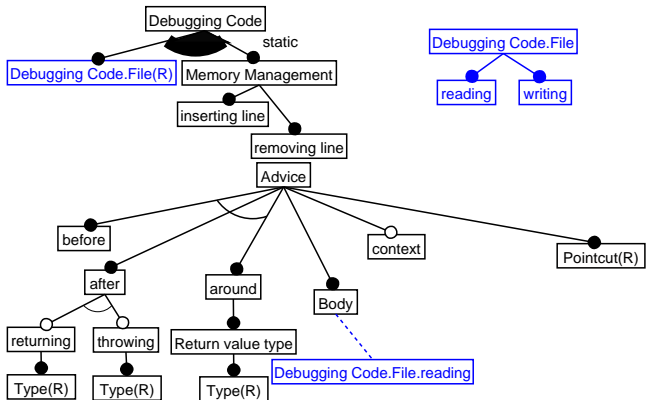 Debugging Code
static
Debugging Code.File
Debugging Code.File(R)
Memory Management
reading
writing
inserting line
removing line
Advice
before
context
Pointcut(R)
after
around
Body
returning
throwing
Return value type
Debugging Code.File.reading
Type(R)
Type(R)
Type(R)